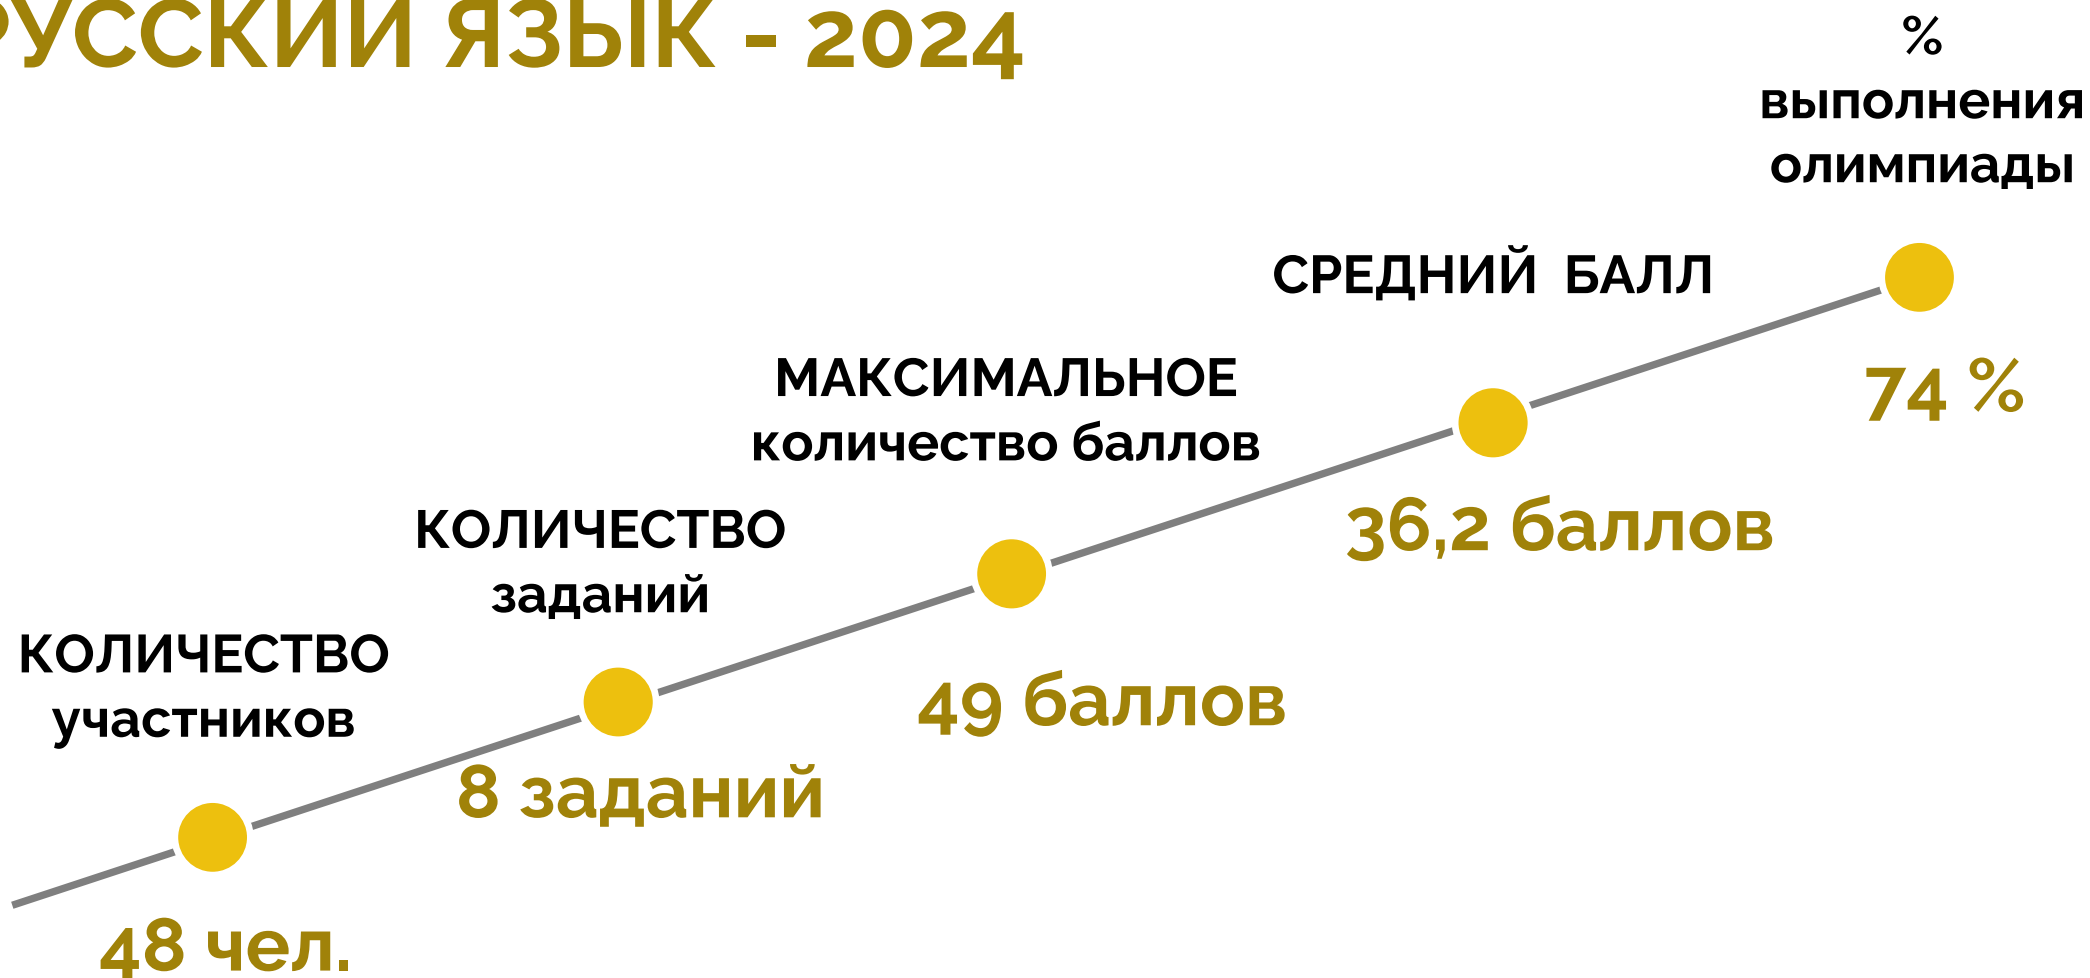 РУССКИЙ ЯЗЫК - 2024
%
выполнения
олимпиады
74 %
СРЕДНИЙ БАЛЛ
36,2 баллов
МАКСИМАЛЬНОЕ
количество баллов
49 баллов
КОЛИЧЕСТВО
заданий
8 заданий
КОЛИЧЕСТВО
участников
48 чел.